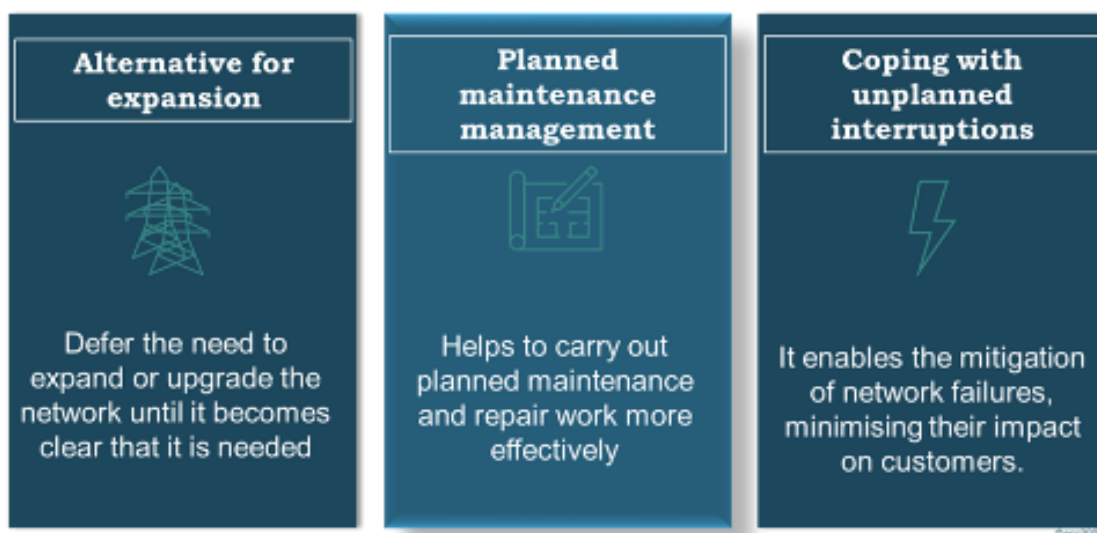 Alternative for
expansion
Defer the need to
expand or upgrade the
network until it becomes
clear that it is needed
Planned
maintenance
management
Helps to carry out
planned maintenance
and repair work more
effectively
Coping with
unplanned
interruptions
It enables the mitigation
of network failures,
minimising their impact
on customers.